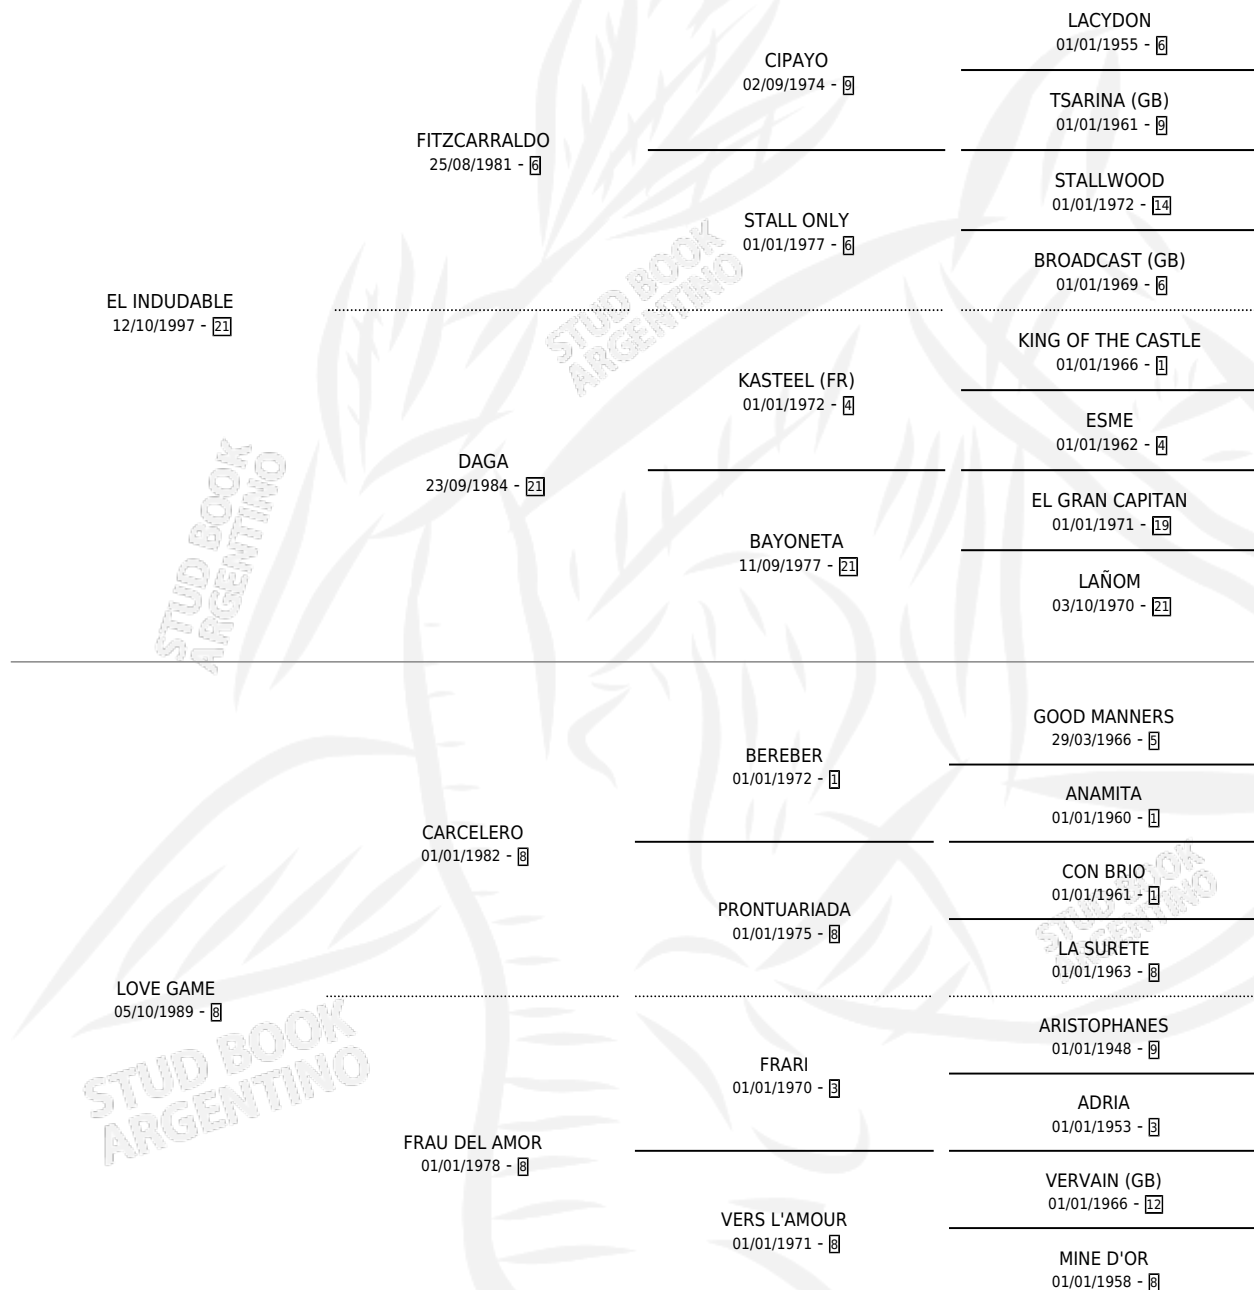 LACYDON
01/01/1955 - 6
CIPAYO
02/09/1974 - 9
TSARINA (GB)
01/01/1961 - 9
FITZCARRALDO
25/08/1981 - 6
STALLWOOD
01/01/1972 - 14
STALL ONLY
01/01/1977 - 6
BROADCAST (GB)
01/01/1969 - 6
EL INDUDABLE
12/10/1997 - 21
STUD BOOK
ARGENTINO
KING OF THE CASTLE
01/01/1966 - 1
KASTEEL (FR)
01/01/1972 - 4
ESME
01/01/1962 - 4
DAGA
23/09/1984 - 21
EL GRAN CAPITAN
01/01/1971 - 19
BAYONETA
11/09/1977 - 21
LAÑOM
03/10/1970 - 21
STUD BOOK
ARGENTINO
GOOD MANNERS
29/03/1966 - 5
BEREBER
01/01/1972 - 1
ANAMITA
01/01/1960 - 1
CARCELERO
01/01/1982 - 8
CON BRIO
01/01/1961 - 1
PRONTUARIADA
01/01/1975 - 8
LA SURETE
01/01/1963 - 8
STUD BOOK
ARGENTINO
LOVE GAME
05/10/1989 - 8
STUD BOOK
ARGENTINO
ARISTOPHANES
01/01/1948 - 9
FRARI
01/01/1970 - 3
ADRIA
01/01/1953 - 3
FRAU DEL AMOR
01/01/1978 - 8
VERVAIN (GB)
01/01/1966 - 12
VERS L'AMOUR
01/01/1971 - 8
MINE D'OR
01/01/1958 - 8